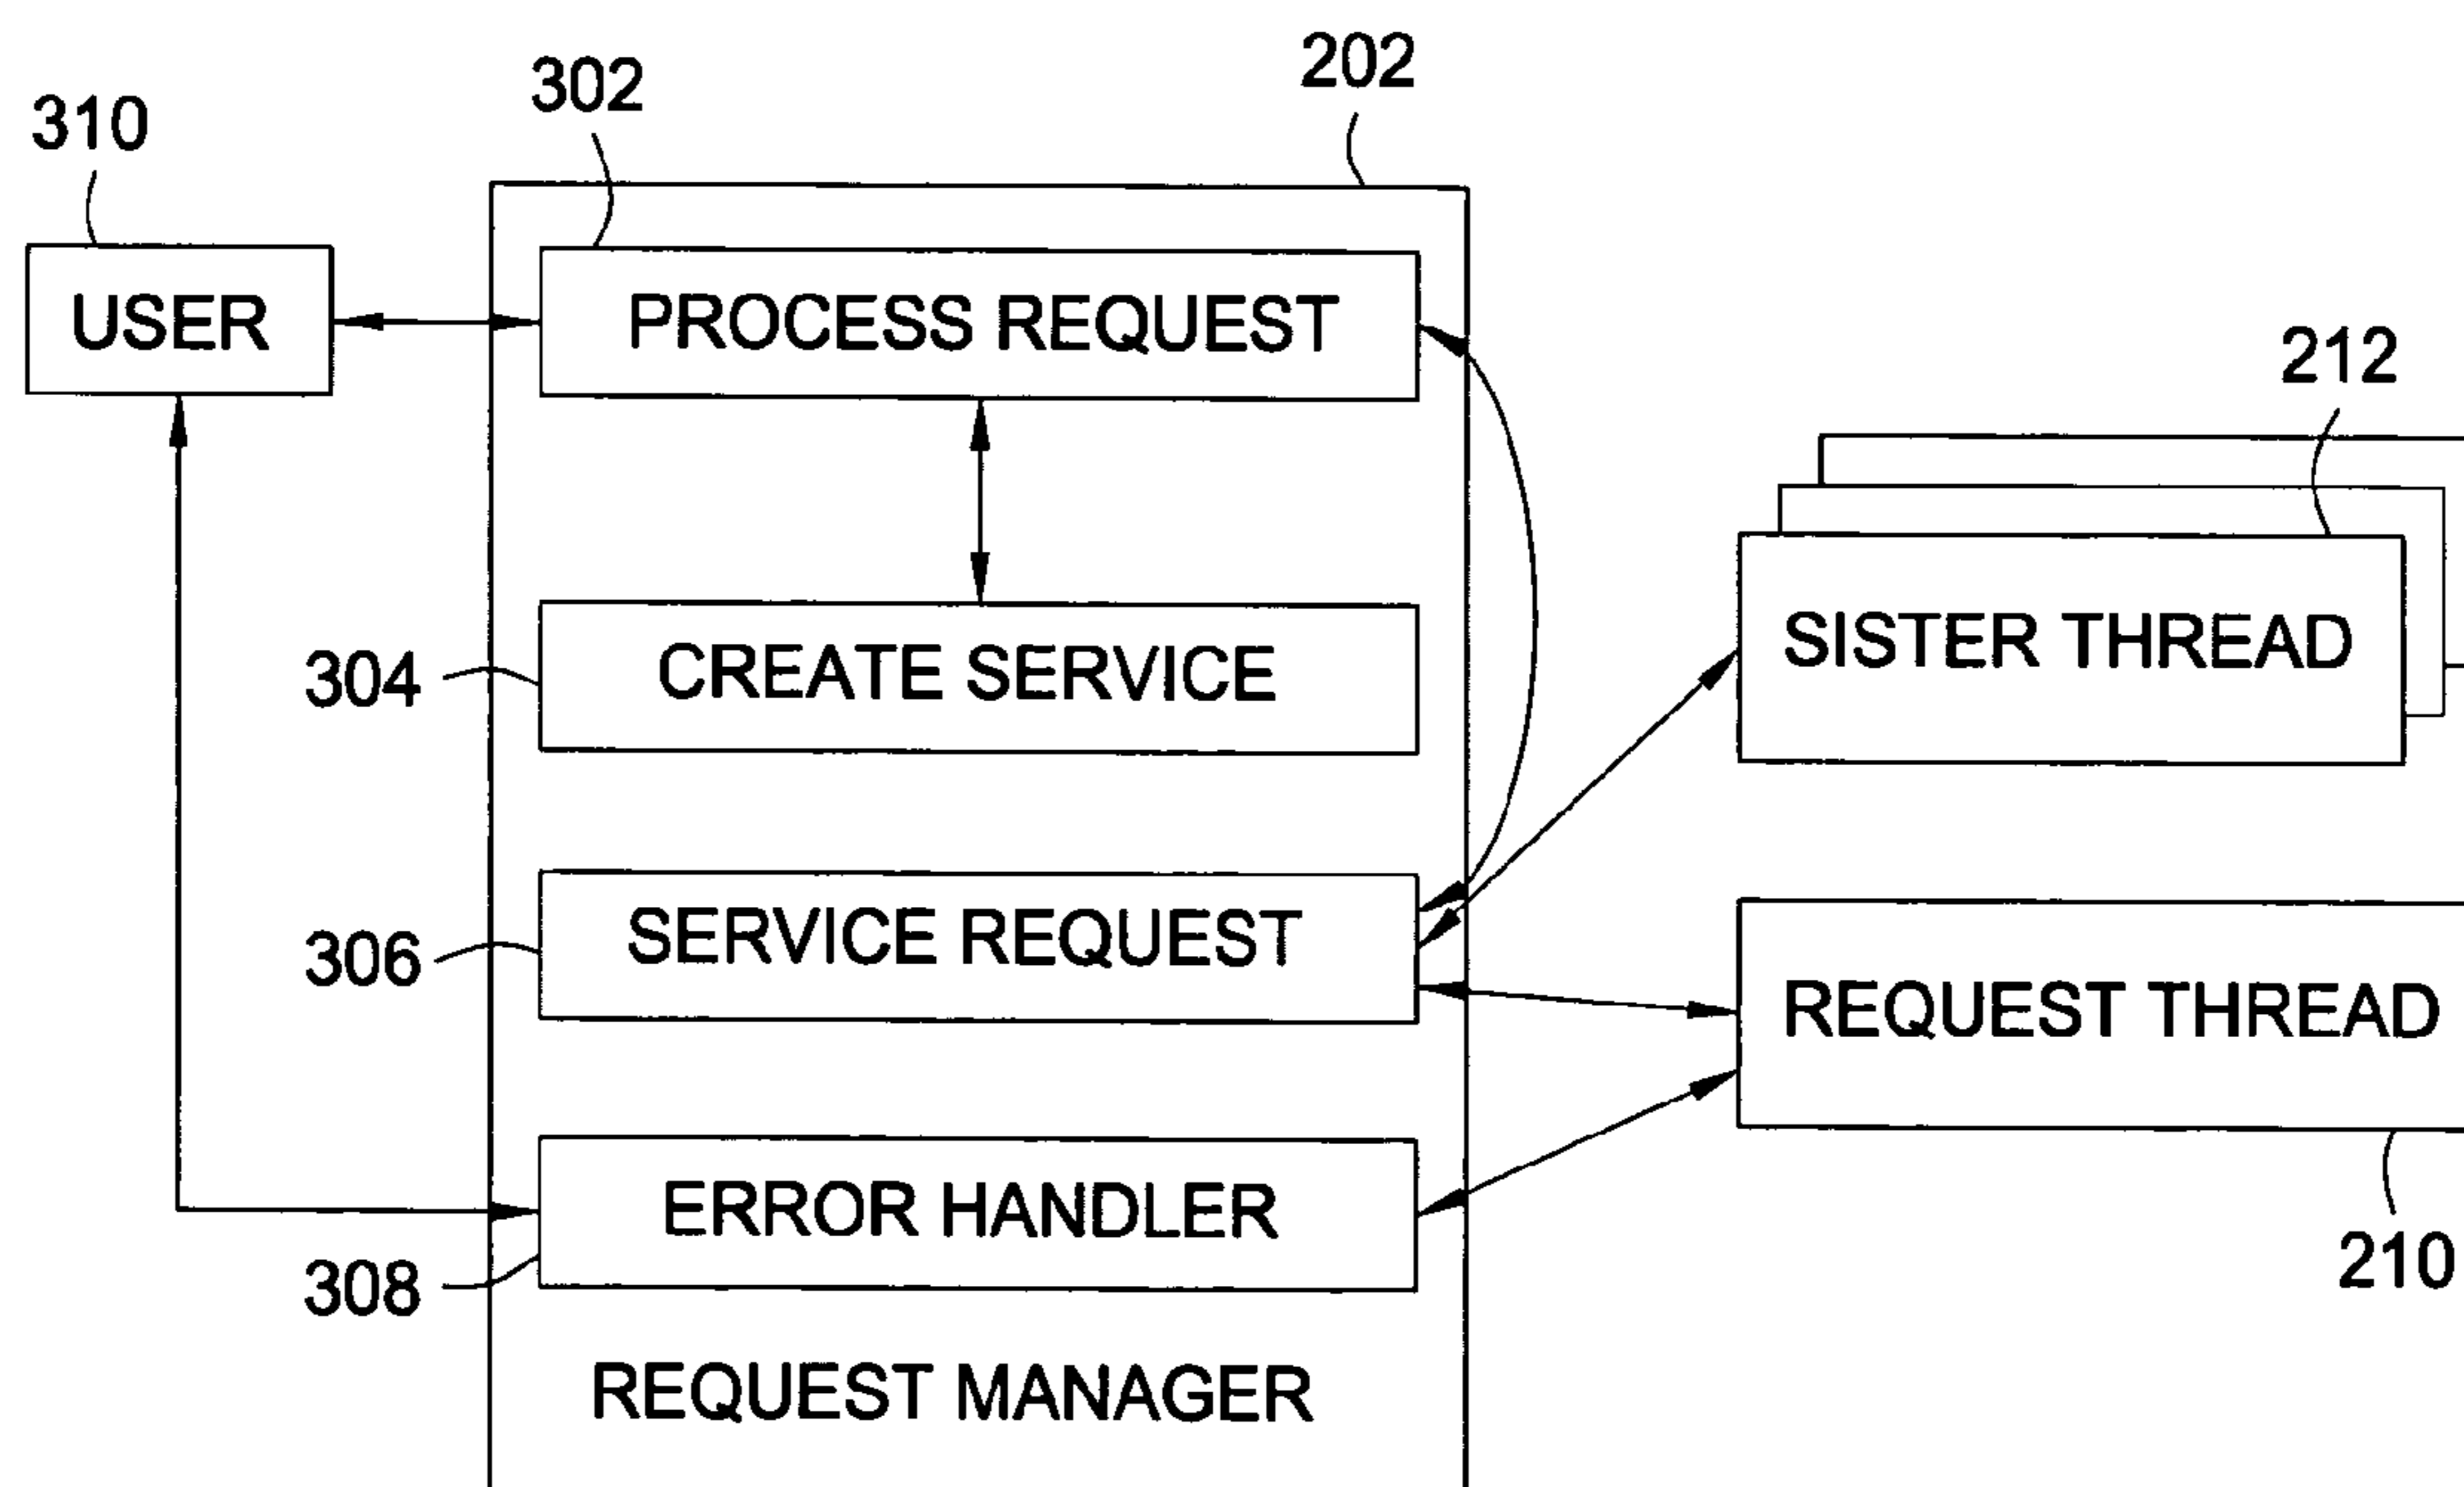 202
302
310
USER
PROCESS REQUEST
212
304
CREATE SERVICE
SISTER THREAD
306
SERVICE REQUEST
REQUEST THREAD
308
ERROR HANDLER
210
REQUEST MANAGER